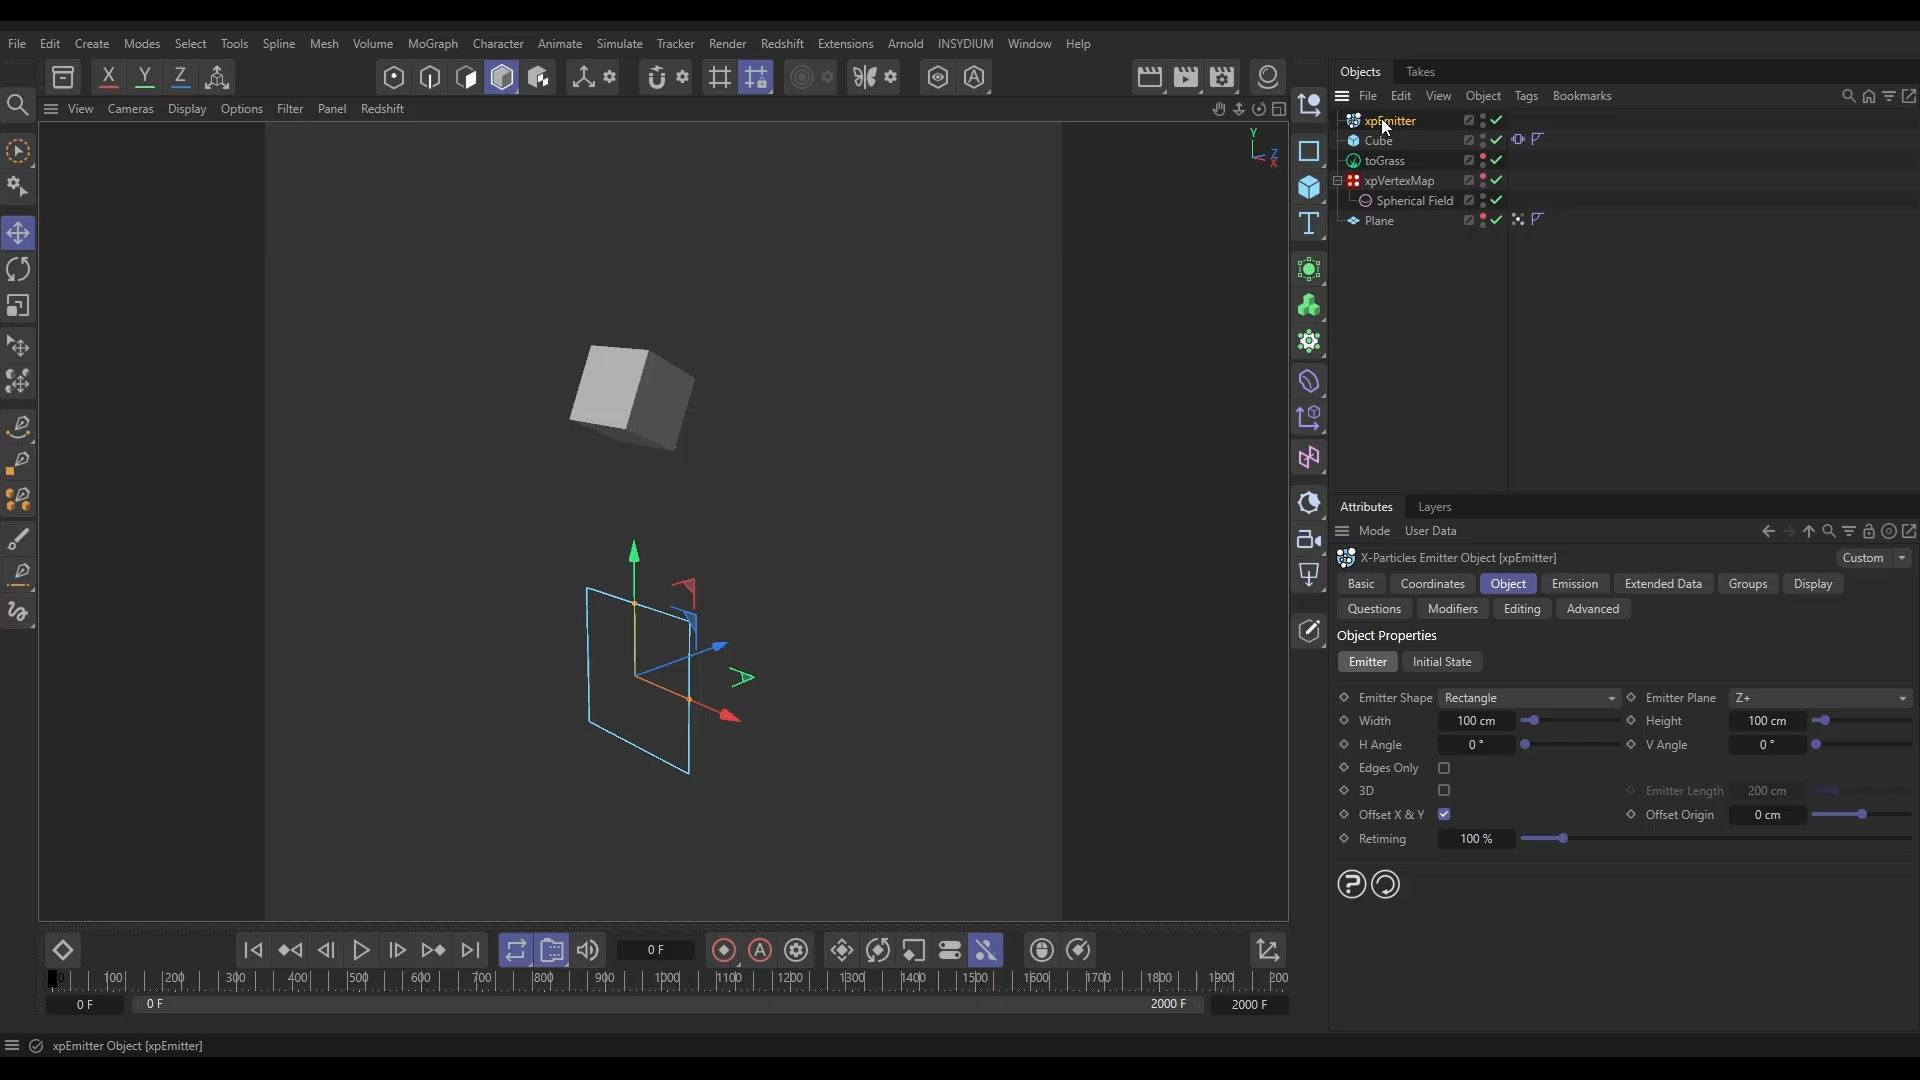 File Edit Create Modes Select Tools Spline Mesh Volume MoGraph Character Animate Simulate Tracker Render Redshift Extensions Arnold INSYDIUM Window Help
X Y Z
View Cameras Display Options Filter Panel Redshift
Y
Z
X
Objects Takes
File Edit View Object Tags Bookmarks
xpEmitter
Cube
toGrass
xpVertexMap
Spherical Field
Plane
Attributes Layers
Mode User Data
X-Particles Emitter Object [xpEmitter] Custom
Basic Coordinates Object Emission Extended Data Groups Display
Questions Modifiers Editing Advanced
Object Properties
Emitter Initial State
Emitter Shape Rectangle Emitter Plane Z+
Width 100 cm Height 100 cm
H Angle 0 ° V Angle 0 °
Edges Only
3D Emitter Length 200 cm
Offset X & Y Offset Origin 0 cm
Retiming 100 %
0 F
0 100 200 300 400 500 600 700 800 900 1000 1100 1200 1300 1400 1500 1600 1700 1800 1900 200
0 F 0 F 2000 F 2000 F
xpEmitter Object [xpEmitter]